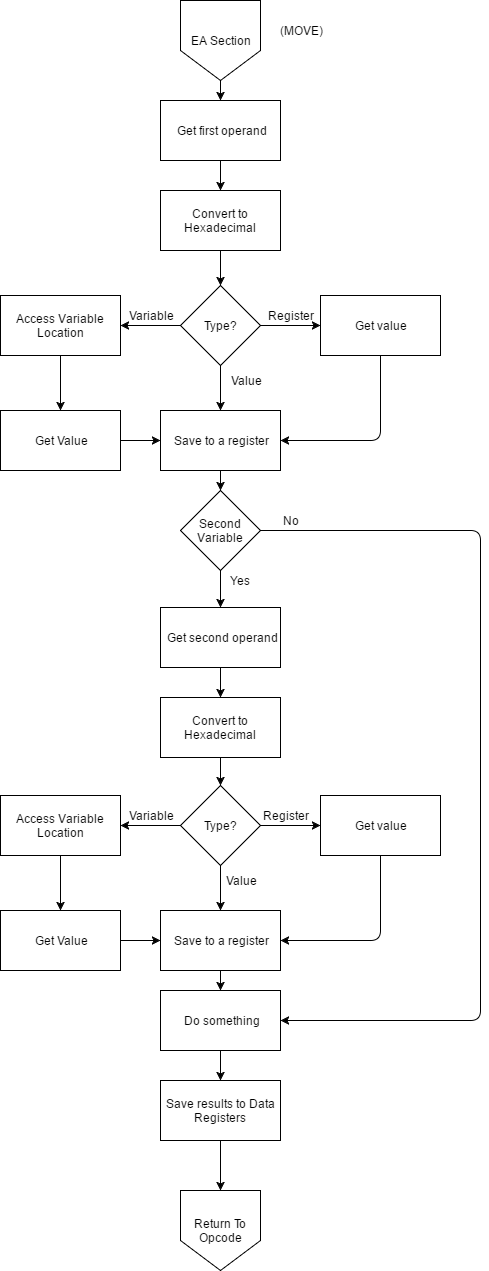 EA Section
(MOVE)
Get first operand
Convert to
Hexadecimal
Access Variable
Location
Variable
Type?
Register
Get value
Value
Get Value
Save to a register
Second
Variable
No
Yes
Get second operand
Convert to
Hexadecimal
Access Variable
Location
Variable
Type?
Register
Get value
Value
Get Value
Save to a register
Do something
Save results to Data
Registers
Return To
Opcode